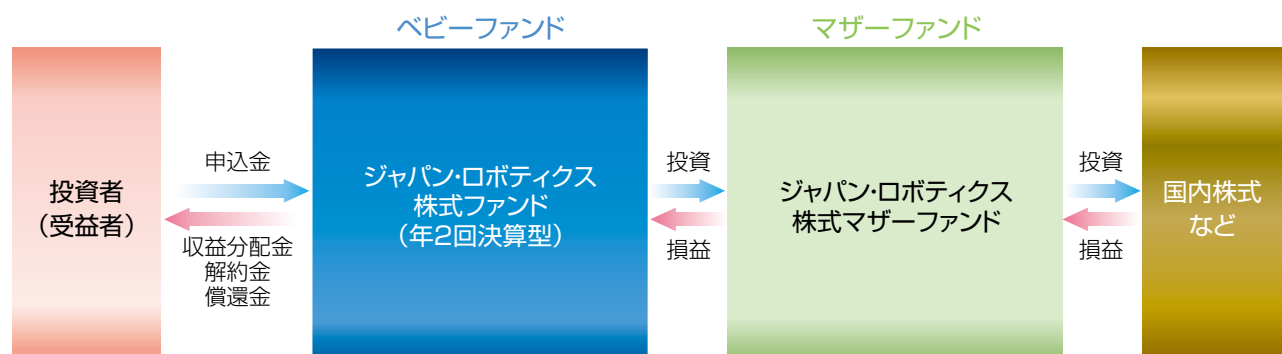 ベビーファンド
マザーファンド
投資者
（受益者）
申込金
収益分配金
解約金
償還金
ジャパン・ロボティクス
株式ファンド
（年2回決算型）
投資
損益
ジャパン・ロボティクス
株式マザーファンド
投資
損益
国内株式
など